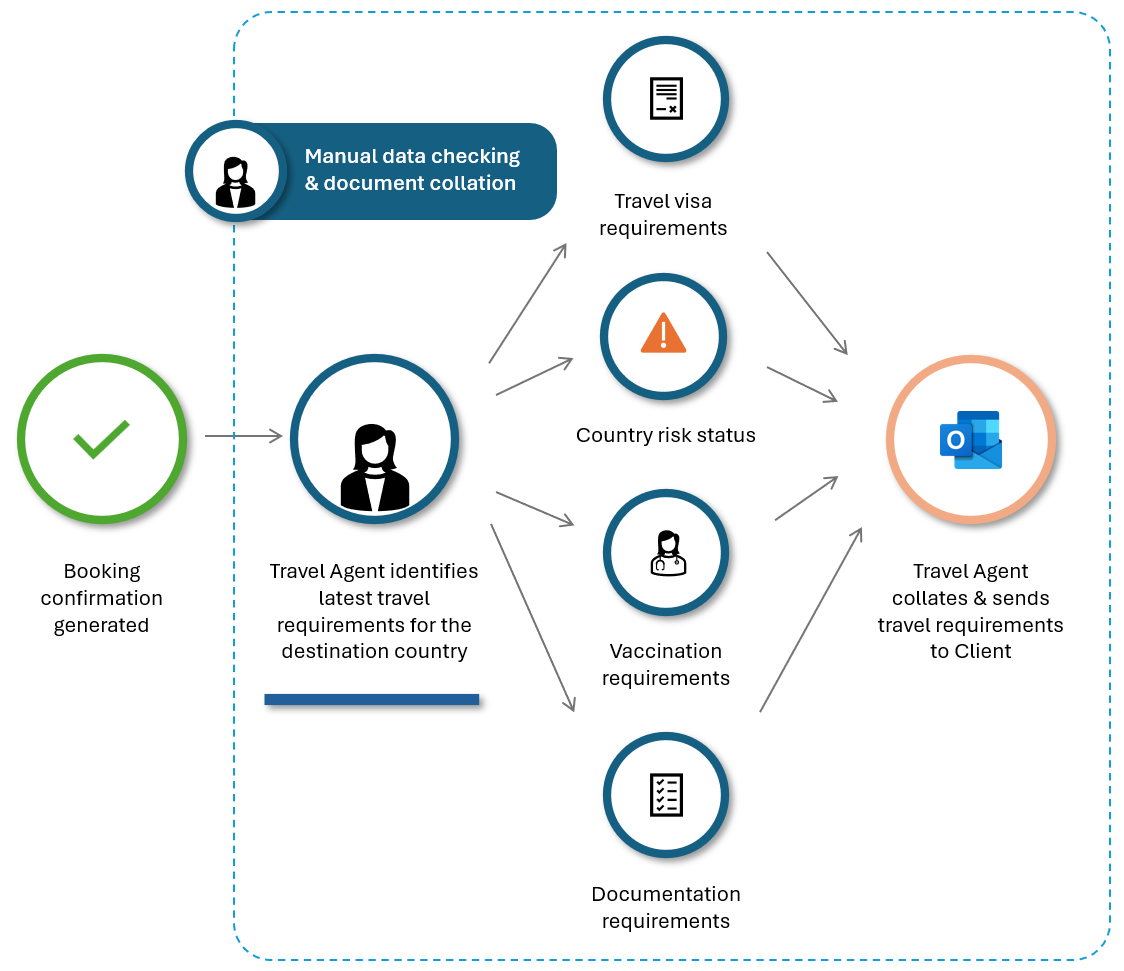 Manual data checking
& document collation
Travel visa
requirements
Country risk status
Booking
confirmation
generated
Travel Agent identifies
latest travel
requirements for the
destination country
Vaccination
requirements
O
Travel Agent
collates & sends
travel requirements
to Client
Documentation
requirements